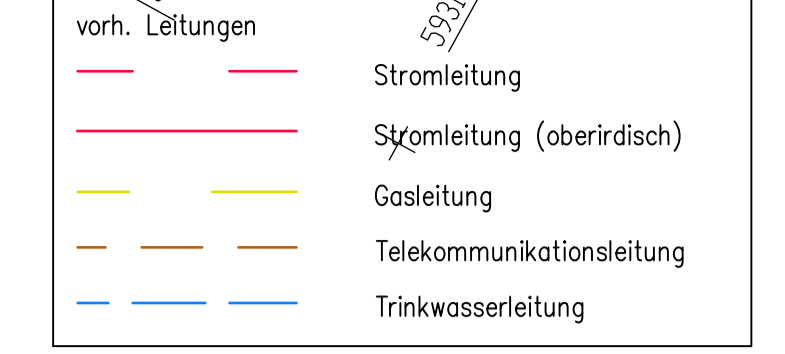 vorh. Leitungen
Stromleitung
Stromleitung (oberirdisch)
Gasleitung
Telekommunikationsleitung
Trinkwasserleitung